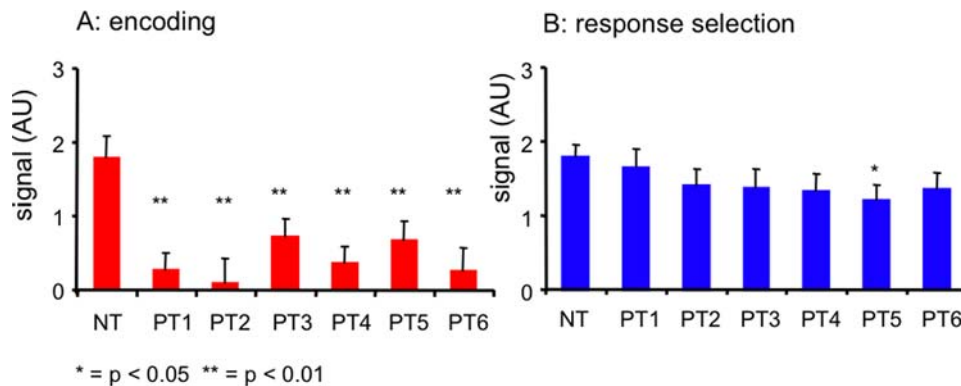 A: encoding
signal (AU)
3
2
1
0
** ** ** ** ** **
NT PT1 PT2 PT3 PT4 PT5 PT6
* = p < 0.05 ** = p < 0.01
B: response selection
signal (AU)
3
2
1
0
*
NT PT1 PT2 PT3 PT4 PT5 PT6